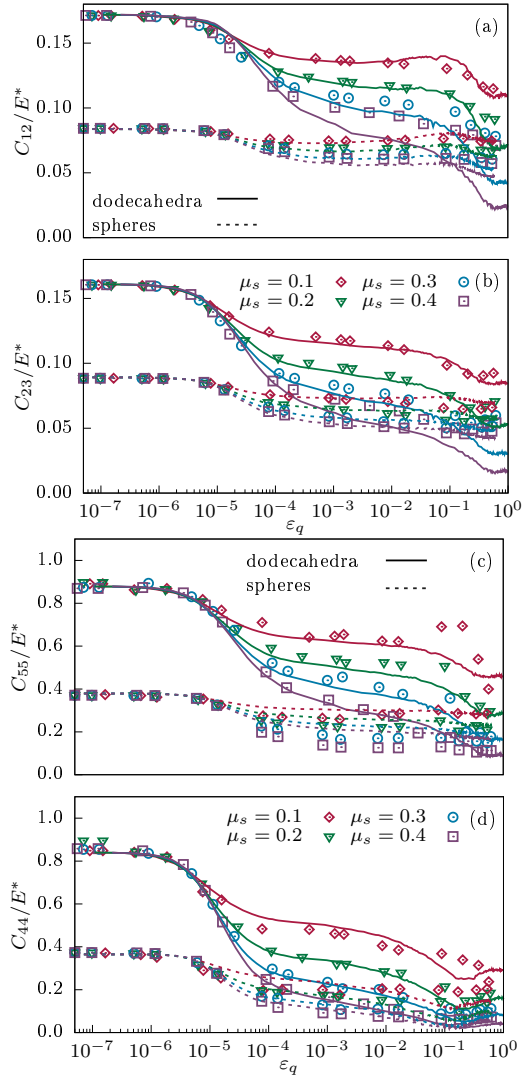 0.15
(a)
C₁₂/E*
0.10
0.05
dodecahedra
spheres
0.00
μₛ = 0.1 μₛ = 0.3 (b)
0.15
μₛ = 0.2 μₛ = 0.4
C₂₃/E*
0.10
0.05
0.00
10⁻⁷ 10⁻⁶ 10⁻⁵ 10⁻⁴ 10⁻³ 10⁻² 10⁻¹ 10⁰
ε_q
1.0
dodecahedra (c)
spheres
0.8
C₅₅/E*
0.6
0.4
0.2
0.0
μₛ = 0.1 μₛ = 0.3 (d)
1.0
μₛ = 0.2 μₛ = 0.4
0.8
C₄₄/E*
0.6
0.4
0.2
0.0
10⁻⁷ 10⁻⁶ 10⁻⁵ 10⁻⁴ 10⁻³ 10⁻² 10⁻¹ 10⁰
ε_q